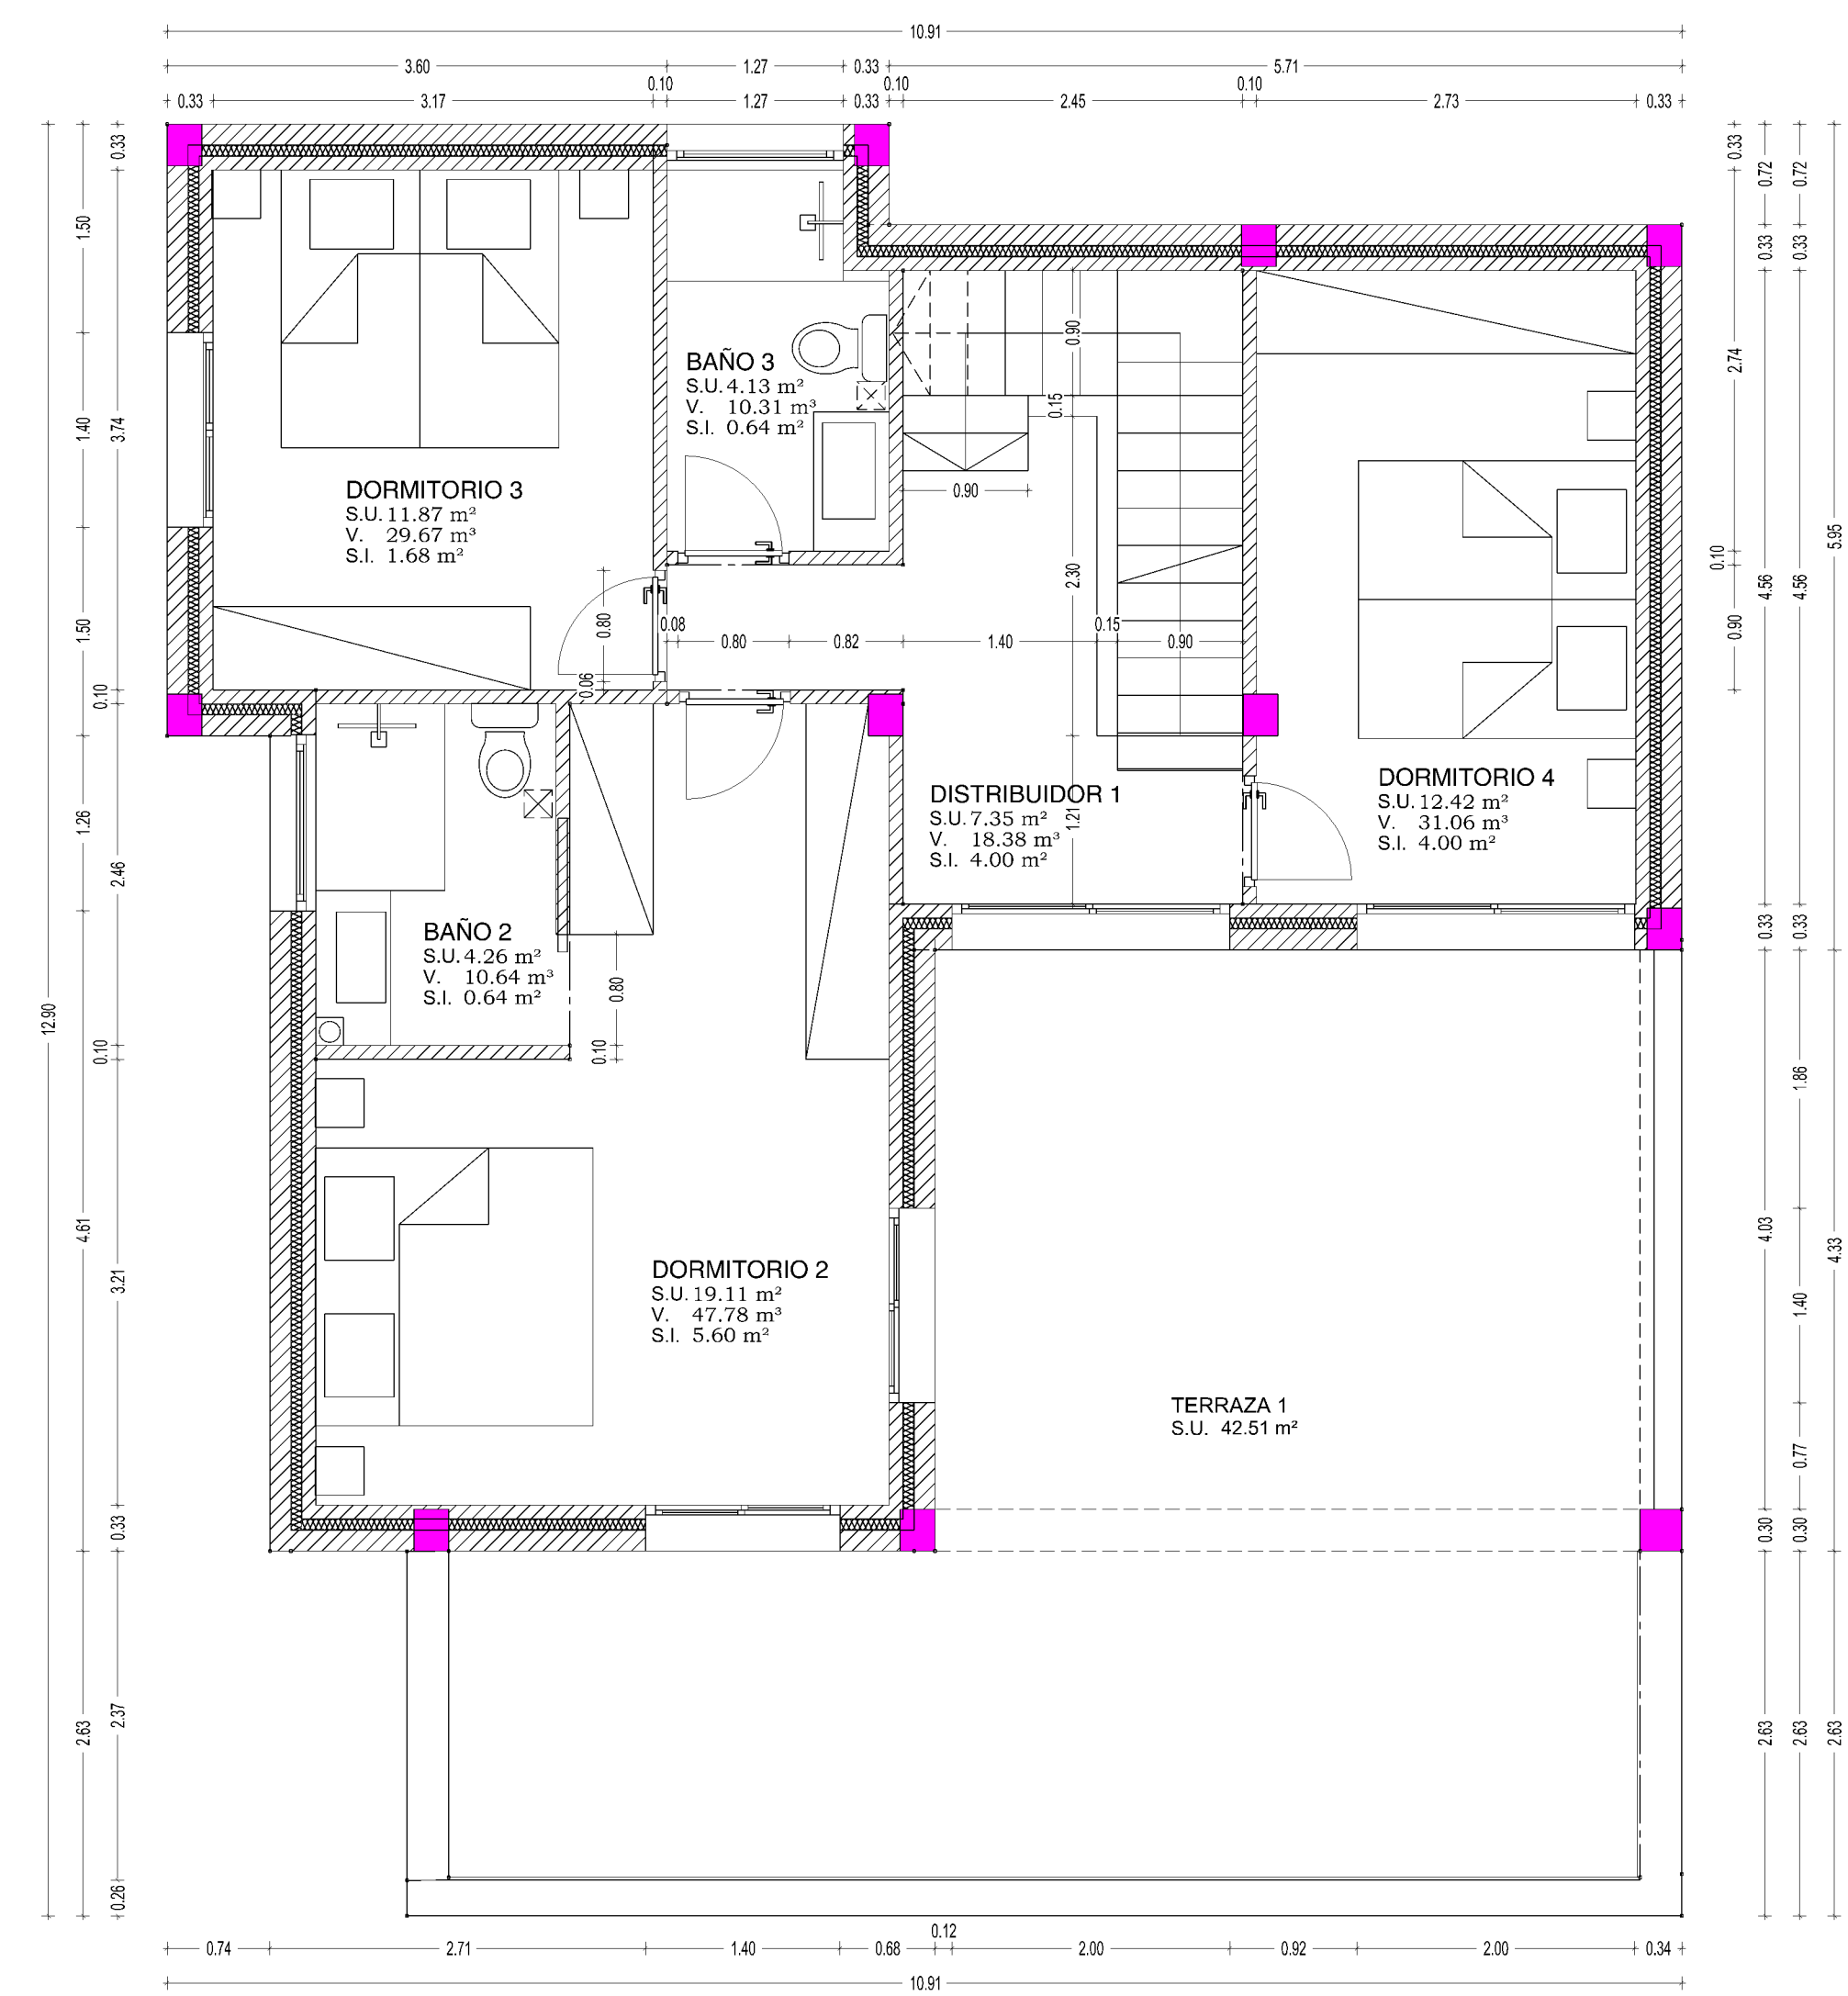 10.91
3.60 1.27 0.33 5.71
0.10 0.10 0.10
0.33 3.17 1.27 0.33 2.45 2.73 0.33
0.33
0.33
0.72
0.72
1.50
0.33
0.33
0.90
2.74
BAÑO 3
S.U. 4.13 m²
V. 10.31 m³
S.I. 0.64 m²
0.15
1.40
3.74
DORMITORIO 3
S.U. 11.87 m²
V. 29.67 m³
S.I. 1.68 m²
0.90
5.95
0.10
4.56
4.56
2.30
1.50
0.80
0.08
0.80 0.82 1.40
0.15
0.90
0.90
0.06
0.10
DORMITORIO 4
S.U. 12.42 m²
V. 31.06 m³
S.I. 4.00 m²
DISTRIBUIDOR 1
S.U. 7.35 m²
V. 18.38 m³
S.I. 4.00 m²
1.21
1.26
2.46
BAÑO 2
S.U. 4.26 m²
V. 10.64 m³
S.I. 0.64 m²
0.33
0.33
0.80
12.90
0.10
0.10
1.86
4.61
4.03
4.33
3.21
DORMITORIO 2
S.U. 19.11 m²
V. 47.78 m³
S.I. 5.60 m²
1.40
TERRAZA 1
S.U. 42.51 m²
0.77
0.33
0.30
0.30
2.63
2.37
2.63
2.63
2.63
0.26
0.12
0.74 2.71 1.40 0.68 2.00 0.92 2.00 0.34
10.91